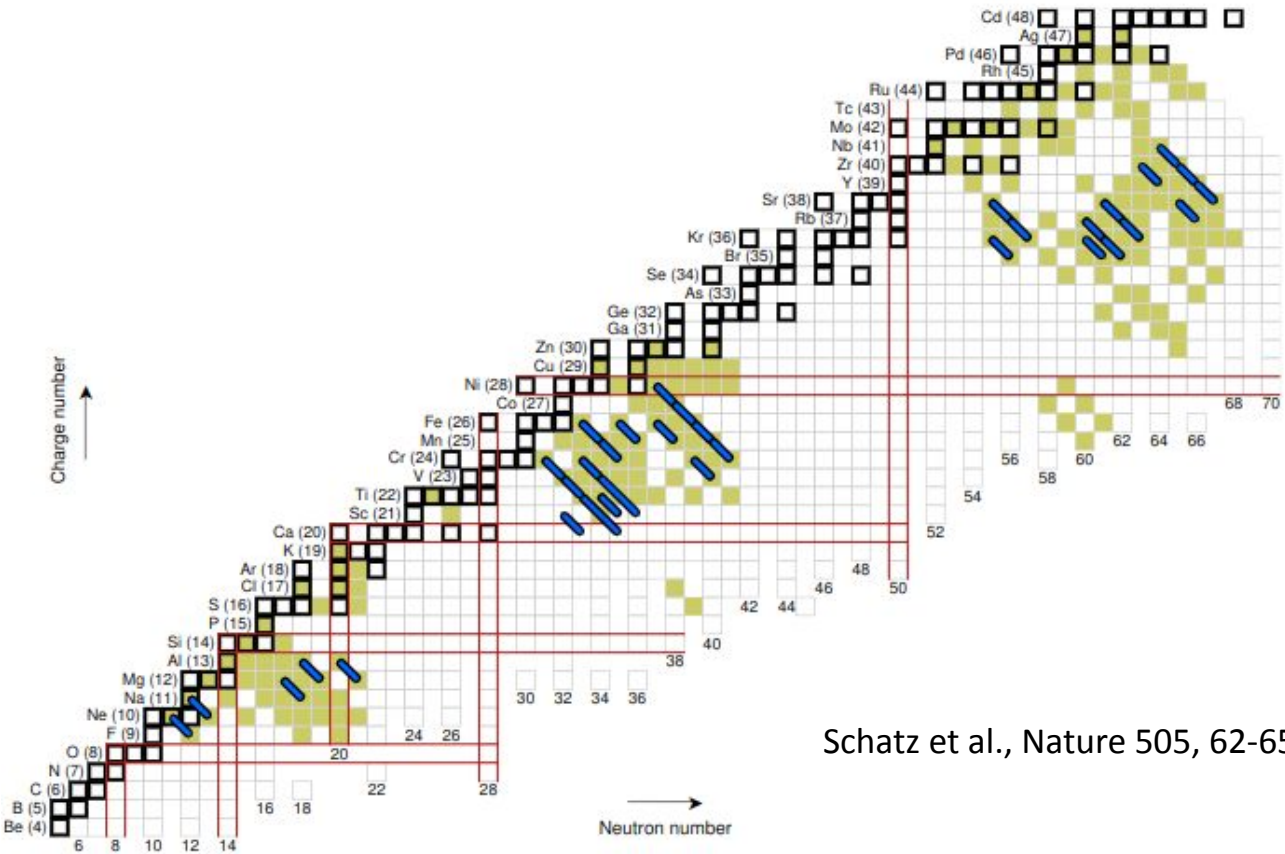 Cd (48)
Ag (47)
Pd (46)
Rh (45)
Ru (44)
Tc (43)
Mo (42)
Nb (41)
Zr (40)
Y (39)
Sr (38)
Rb (37)
Kr (36)
Br (35)
Se (34)
As (33)
Ge (32)
Ga (31)
Zn (30)
Cu (29)
Ni (28)
Co (27)
Fe (26)
Mn (25)
Cr (24)
V (23)
Ti (22)
Sc (21)
Ca (20)
K (19)
Ar (18)
Cl (17)
S (16)
P (15)
Si (14)
Al (13)
Mg (12)
Na (11)
Ne (10)
F (9)
O (8)
N (7)
C (6)
B (5)
Be (4)
Charge number
68 70
62 64 66
56 60
58
54
52
50
48
46
42 44
40
38
30 32 34 36
24 26
20
22 28
16 18
6 8 10 12 14
Neutron number
Schatz et al., Nature 505, 62-65